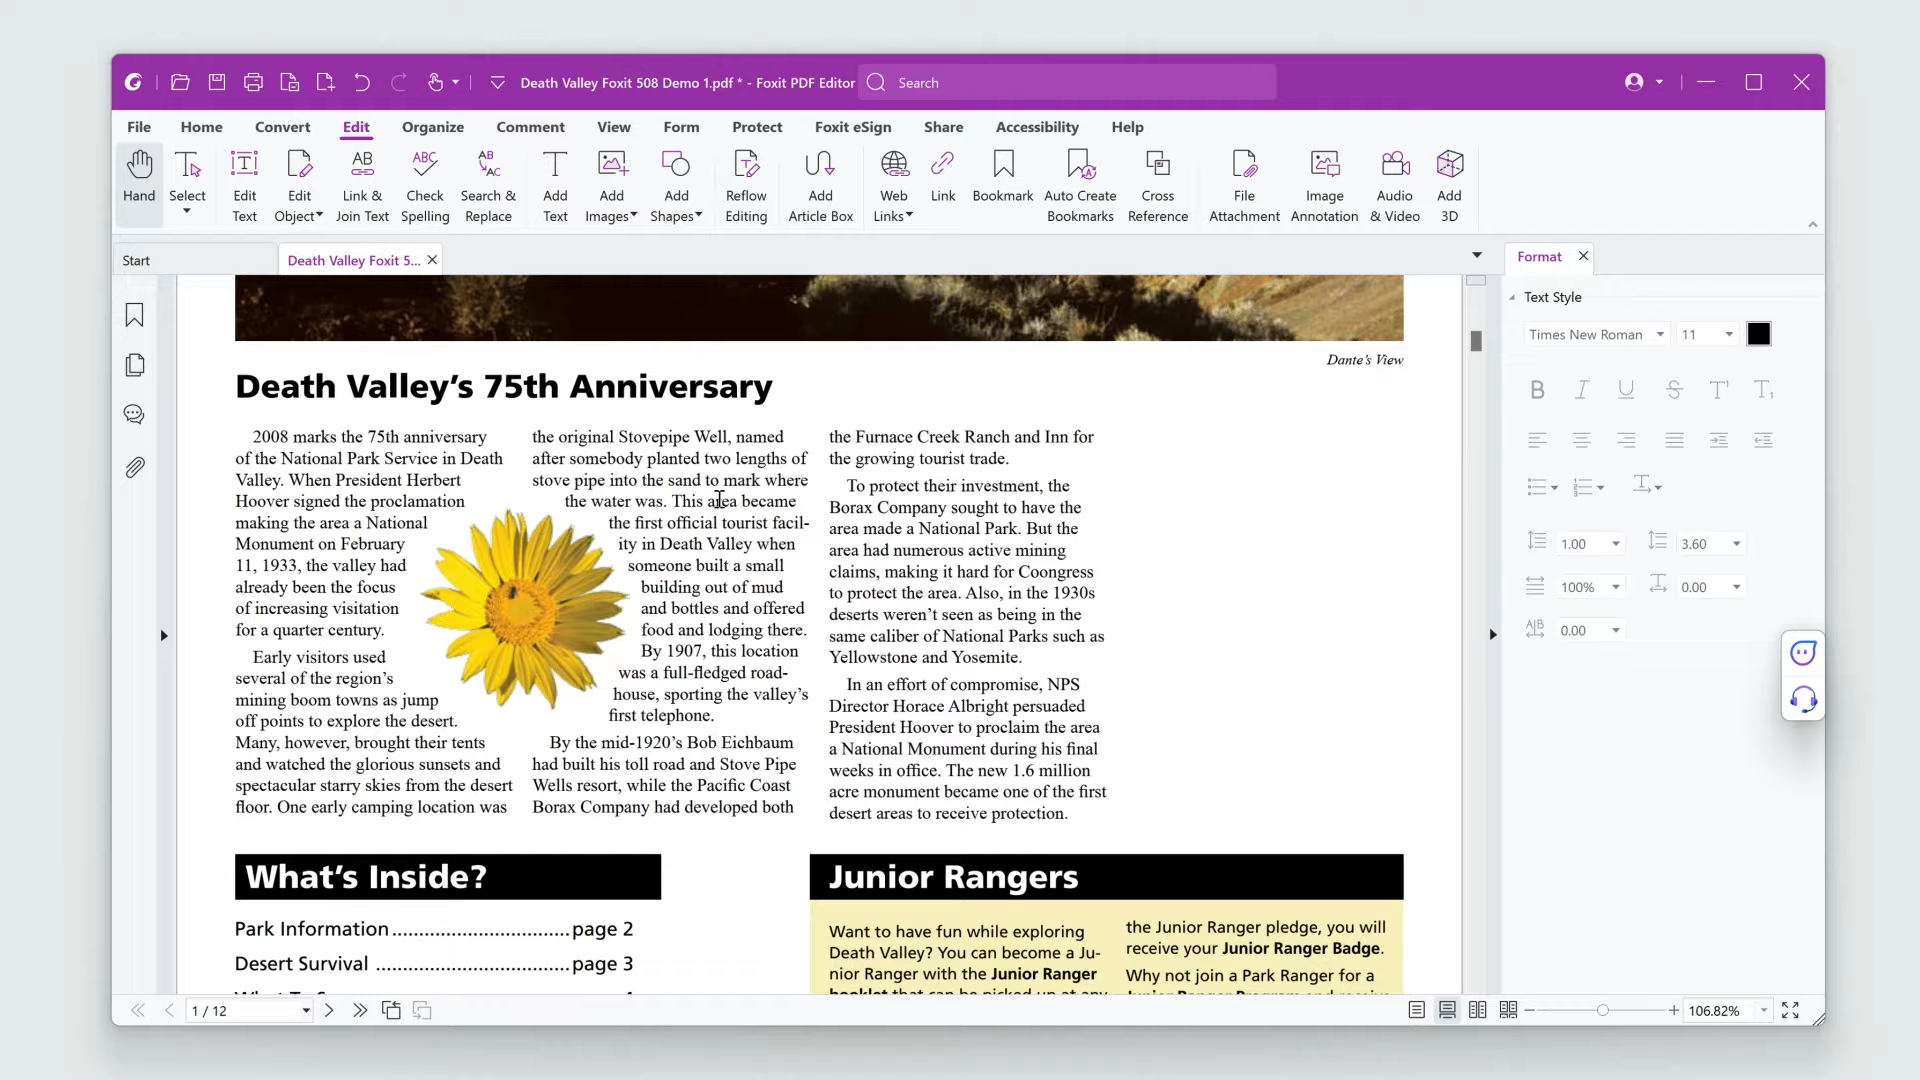 Death Valley Foxit 508 Demo 1.pdf * - Foxit PDF Editor
Search
File
Home
Convert
Edit
Organize
Comment
View
Form
Protect
Foxit eSign
Share
Accessibility
Help
Hand
Select
Edit
Text
Edit
Object
Link &
Join Text
Check
Spelling
Search &
Replace
Add
Text
Add
Images
Add
Shapes
Reflow
Editing
Add
Article Box
Web
Links
Link
Bookmark
Auto Create
Bookmarks
Cross
Reference
File
Attachment
Image
Annotation
Audio
& Video
Add
3D
Start
Death Valley Foxit 5...
Format
Dante's View
Death Valley's 75th Anniversary
2008 marks the 75th anniversary
of the National Park Service in Death
Valley. When President Herbert
Hoover signed the proclamation
making the area a National
Monument on February
11, 1933, the valley had
already been the focus
of increasing visitation
for a quarter century.
Early visitors used
several of the region's
mining boom towns as jump
off points to explore the desert.
Many, however, brought their tents
and watched the glorious sunsets and
spectacular starry skies from the desert
floor. One early camping location was
the original Stovepipe Well, named
after somebody planted two lengths of
stove pipe into the sand to mark where
the water was. This area became
the first official tourist facil-
ity in Death Valley when
someone built a small
building out of mud
and bottles and offered
food and lodging there.
By 1907, this location
was a full-fledged road-
house, sporting the valley's
first telephone.
By the mid-1920's Bob Eichbaum
had built his toll road and Stove Pipe
Wells resort, while the Pacific Coast
Borax Company had developed both
the Furnace Creek Ranch and Inn for
the growing tourist trade.
To protect their investment, the
Borax Company sought to have the
area made a National Park. But the
area had numerous active mining
claims, making it hard for Coongress
to protect the area. Also, in the 1930s
deserts weren't seen as being in the
same caliber of National Parks such as
Yellowstone and Yosemite.
In an effort of compromise, NPS
Director Horace Albright persuaded
President Hoover to proclaim the area
a National Monument during his final
weeks in office. The new 1.6 million
acre monument became one of the first
desert areas to receive protection.
What's Inside?
Park Information.................................page 2
Desert Survival ....................................page 3
Junior Rangers
Want to have fun while exploring
Death Valley? You can become a Ju-
nior Ranger with the Junior Ranger
booklet that can be picked up at any
the Junior Ranger pledge, you will
receive your Junior Ranger Badge.
Why not join a Park Ranger for a
Text Style
Times New Roman
11
1.00
3.60
100%
0.00
0.00
1 / 12
106.82%